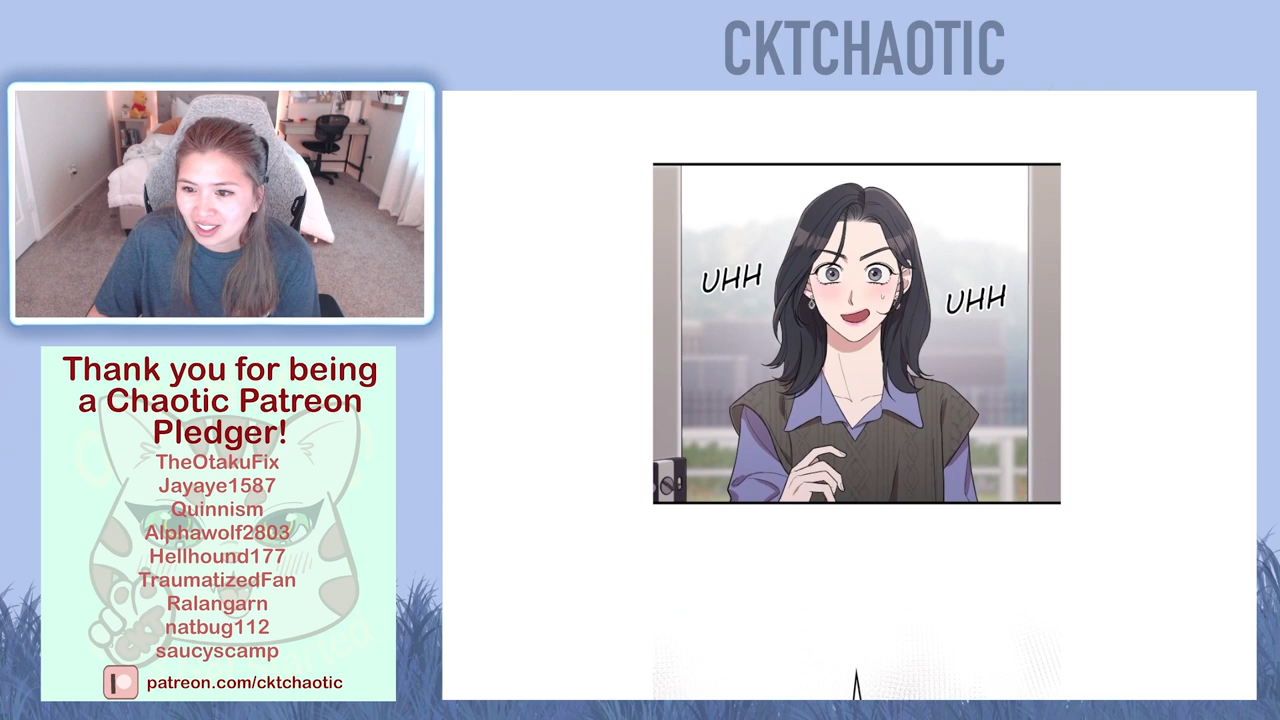 CKTCHAOTIC
UHH
UHH
Thank you for being
a Chaotic Patreon
Pledger!
TheOtakuFix
Jayaye1587
Quinnism
Alphawolf2803
Hellhound177
TraumatizedFan
Ralangarn
natbug112
saucyscamp
patreon.com/cktchaotic